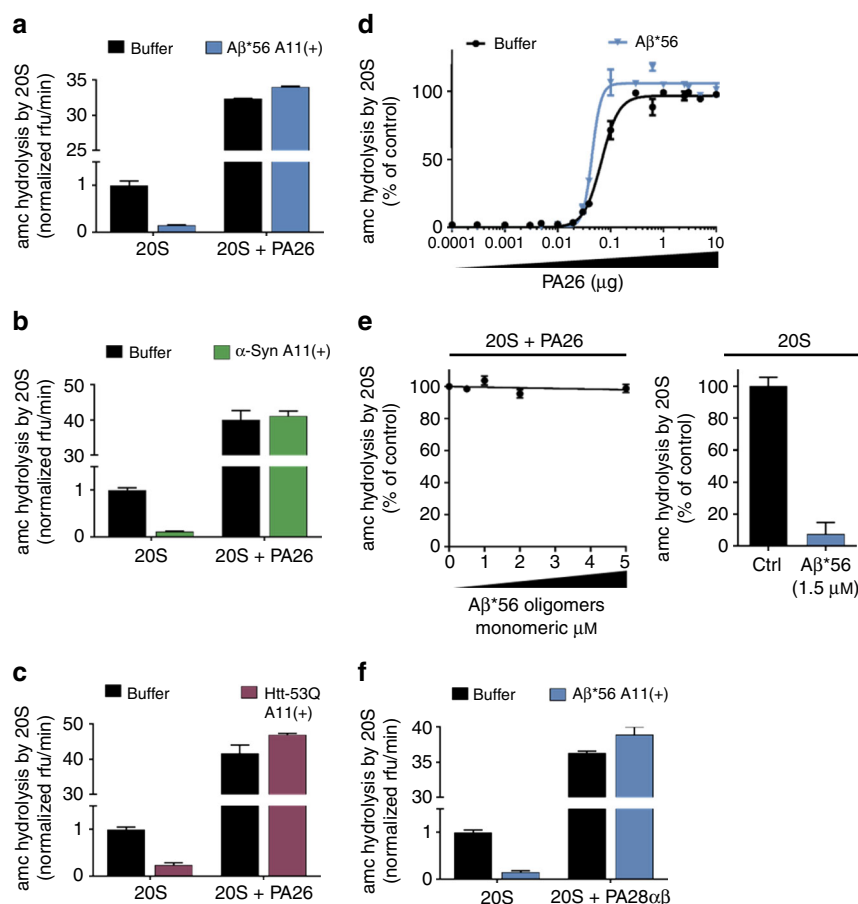 a
Buffer
Aβ*56 A11(+)
amc hydrolysis by 20S
(normalized rfu/min)
35
30
25
1
0
20S
20S + PA26
b
Buffer
α-Syn A11(+)
amc hydrolysis by 20S
(normalized rfu/min)
40
20
1
0
20S
20S + PA26
c
Buffer
Htt-53Q
A11(+)
amc hydrolysis by 20S
(normalized rfu/min)
50
40
30
1
0
20S
20S + PA26
d
Buffer
Aβ*56
amc hydrolysis by 20S
(% of control)
100
50
0
0.0001
0.001
0.01
0.1
1
10
PA26 (μg)
e
20S + PA26
amc hydrolysis by 20S
(% of control)
100
80
60
40
20
0
0
1
2
3
4
5
Aβ*56 oligomers
monomeric μM
20S
amc hydrolysis by 20S
(% of control)
100
80
60
40
20
0
Ctrl
Aβ*56
(1.5 μM)
f
Buffer
Aβ*56 A11(+)
amc hydrolysis by 20S
(normalized rfu/min)
40
35
30
1
0
20S
20S + PA28αβ